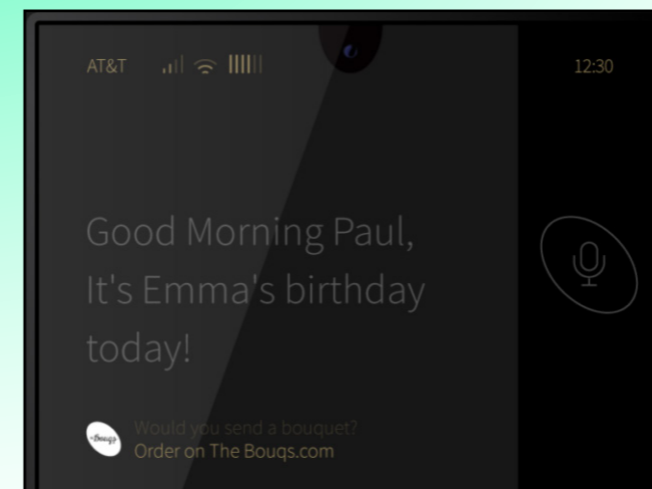 AT&T
12:30
Good Morning Paul,
It's Emma's birthday
today!
Would you send a bouquet?
Order on The Bouqs.com